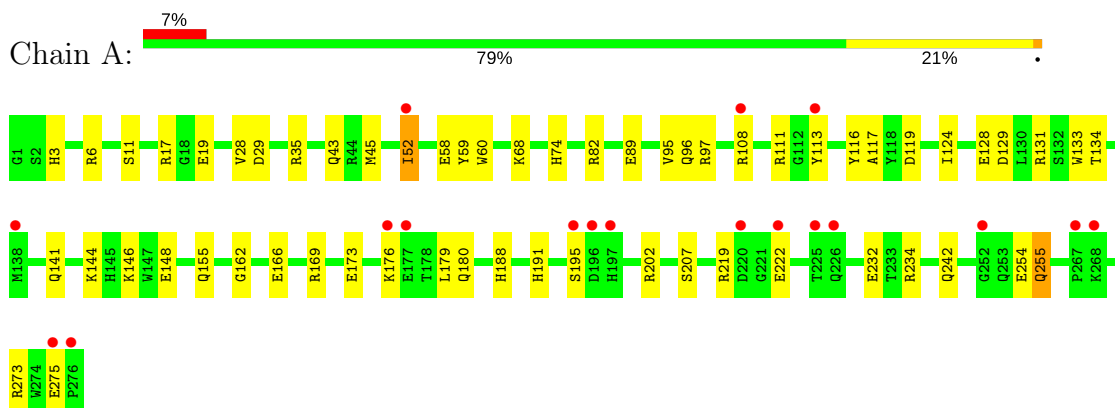 7%
Chain A:
79% 21% •
G1 S2 H3 R6 S11 R17 G18 E19 V28 D29 R35 Q43 R44 M45 I52 E58 Y59 W60 K68 H74 R82 E89 V95 Q96 R97 R108 R111 G112 Y113 Y116 A117 Y118 D119 I124 E128 D129 L130 R131 S132 W133 T134
M138 Q141 K144 H145 K146 W147 E148 Q155 G162 E166 R169 E173 K176 E177 T178 L179 Q180 H188 H191 S195 D196 H197 R202 S207 R219 D220 G221 E222 T225 Q226 E232 T233 R234 Q242 G252 Q253 E254 Q255 P267 K268
R273 W274 E275 P276